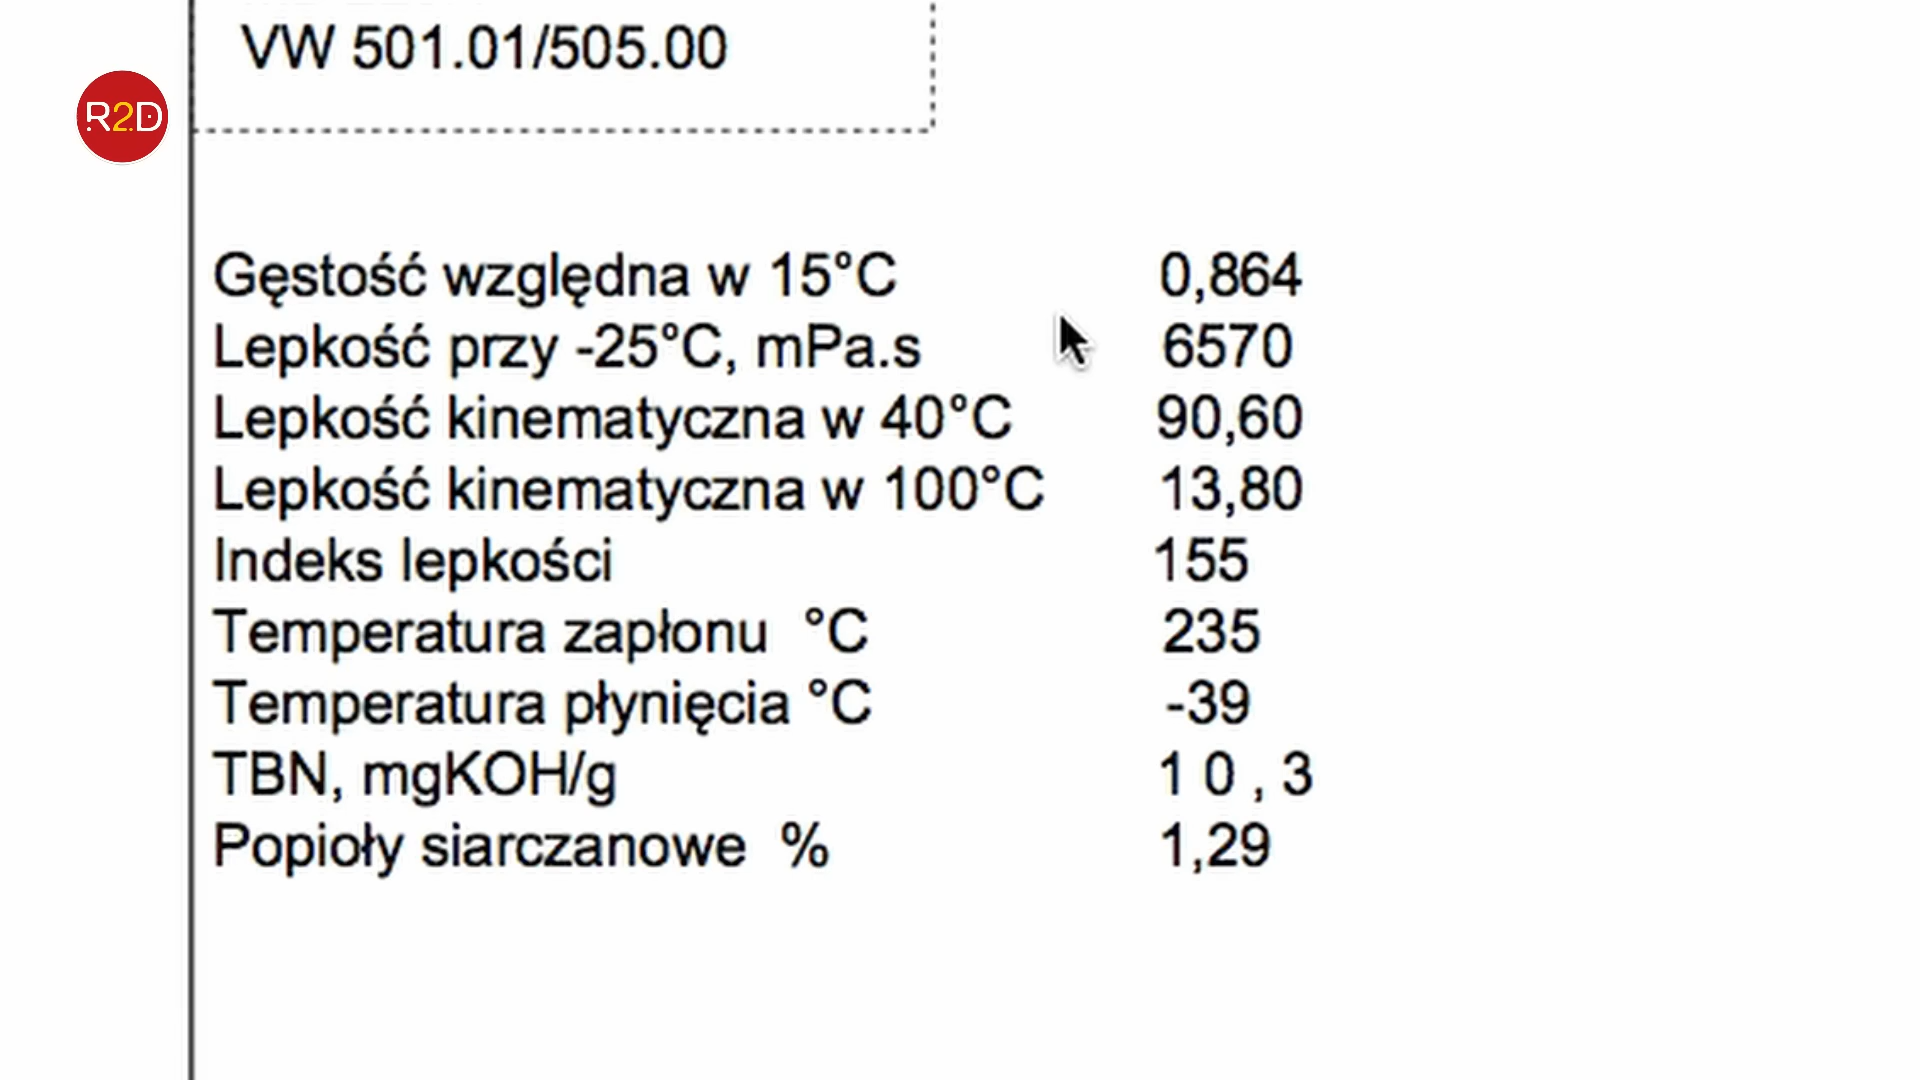 VW 501.01/505.00
R2D
Gęstość względna w 15°C 0,864
Lepkość przy -25°C, mPa.s 6570
Lepkość kinematyczna w 40°C 90,60
Lepkość kinematyczna w 100°C 13,80
Indeks lepkości 155
Temperatura zapłonu °C 235
Temperatura płynięcia °C -39
TBN, mgKOH/g 1 0 , 3
Popioły siarczanowe % 1,29